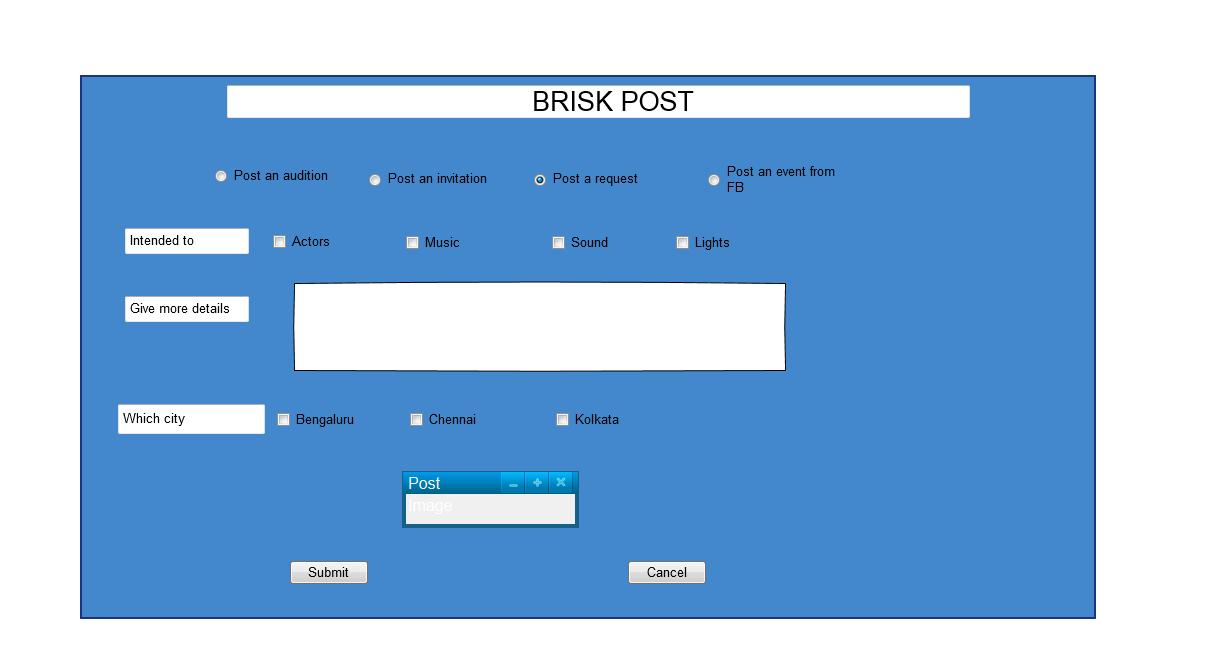 BRISK POST
Post an audition
Post an invitation
Post a request
Post an event from
FB
Intended to
Actors
Music
Sound
Lights
Give more details
Which city
Bengaluru
Chennai
Kolkata
Post
image
Submit
Cancel